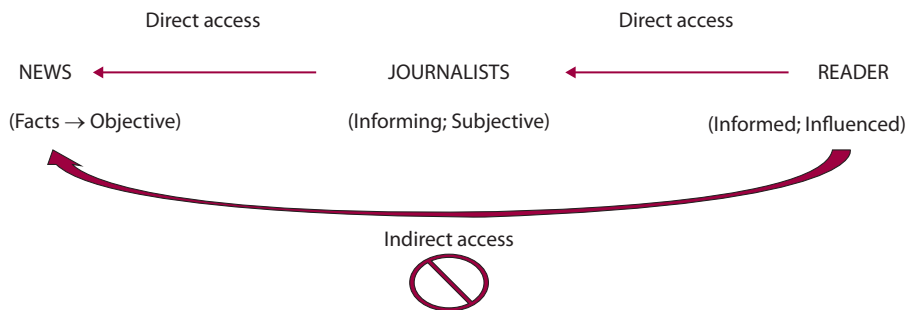 Direct access Direct access
NEWS JOURNALISTS READER
(Facts → Objective) (Informing; Subjective) (Informed; Influenced)
Indirect access